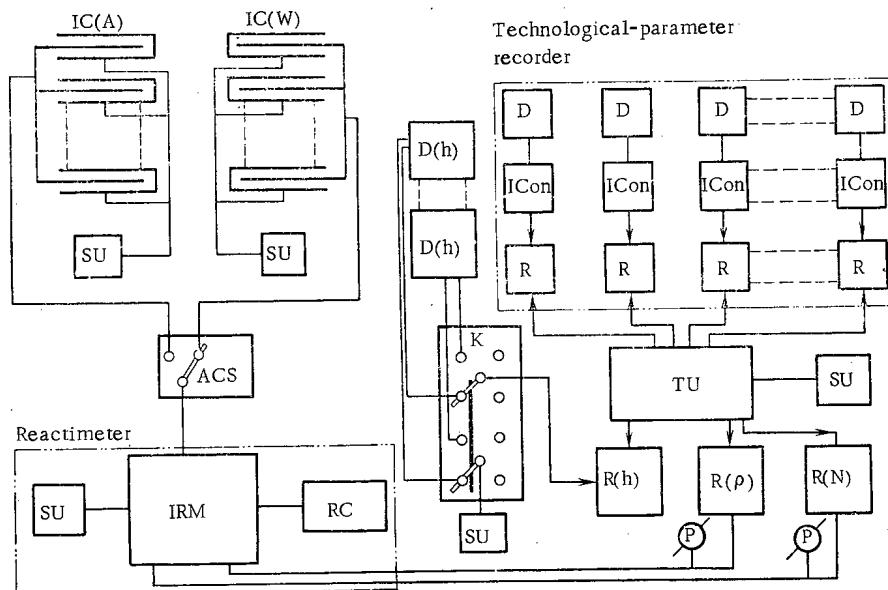 IC(A)
IC(W)
Technological-parameter
recorder
D
D
D
D
D(h)
ICon
ICon
ICon
ICon
D(h)
SU
SU
R
R
R
R
K
ACS
TU
SU
Reactimeter
R(h)
R(ρ)
R(N)
SU
IRM
RC
SU
P
P